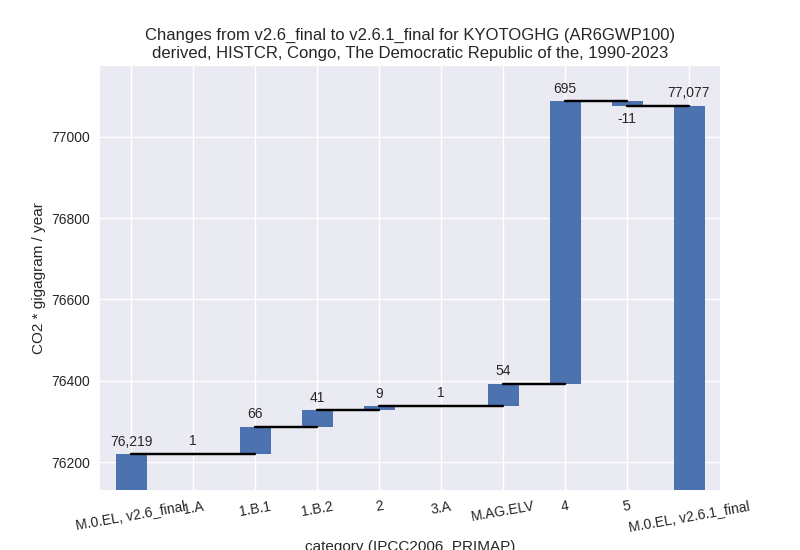 Changes from v2.6_final to v2.6.1_final for KYOTOGHG (AR6GWP100)
derived, HISTCR, Congo, The Democratic Republic of the, 1990-2023
CO2 * gigagram / year
77000
76800
76600
76400
76200
76,219
1
66
41
9
1
54
695
-11
77,077
M.0.EL, v2.6_final
1.A
1.B.1
1.B.2
2
3.A
M.AG.ELV
4
5
M.0.EL, v2.6.1_final
category (IPCC2006_PRIMAP)